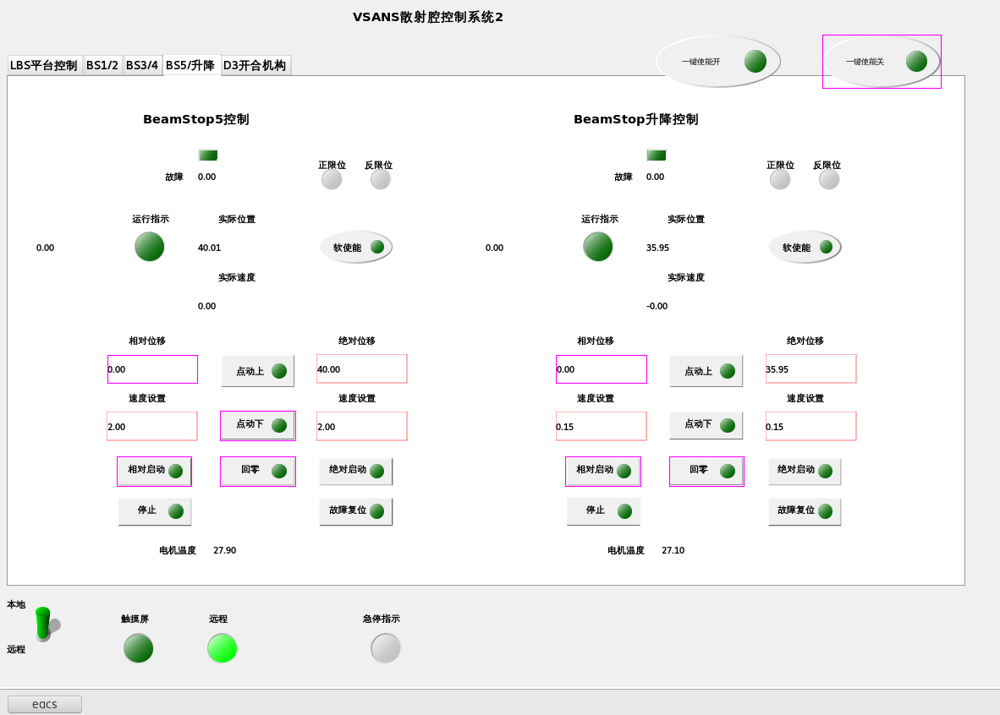 VSANS散射腔控制系统2
LBS平台控制 BS1/2 BS3/4 BS5/升降 D3开合机构
一键使能开 一键使能关
BeamStop5控制 BeamStop升降控制
正限位 反限位 正限位 反限位
故障 0.00 故障 0.00
运行指示 实际位置 运行指示 实际位置
0.00 40.01 软使能 0.00 35.95 软使能
实际速度 实际速度
0.00 -0.00
相对位移 绝对位移 相对位移 绝对位移
0.00 点动上 40.00 0.00 点动上 35.95
速度设置 速度设置 速度设置 速度设置
2.00 点动下 2.00 0.15 点动下 0.15
相对启动 回零 绝对启动 相对启动 回零 绝对启动
停止 故障复位 停止 故障复位
电机温度 27.90 电机温度 27.10
本地
触摸屏 远程 急停指示
远程
eacs